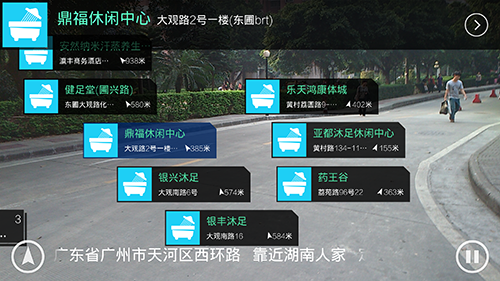 鼎福休闲中心 大观路2号一楼(东圃brt)
安然纳米汗蒸养生
瀛丰商务酒店… 938米
健足堂(圃兴路)
东圃大观路化… 580米
乐天鸿康体城
黄村荔园路9-… 402米
鼎福休闲中心
大观路2号一楼… 385米
亚都沐足休闲中心
黄村路134-11… 155米
银兴沐足
大观南路6号 574米
药王谷
荔苑路96号22 363米
银丰沐足
大观南路16 584米
3
广东省广州市天河区西环路 靠近湖南人家